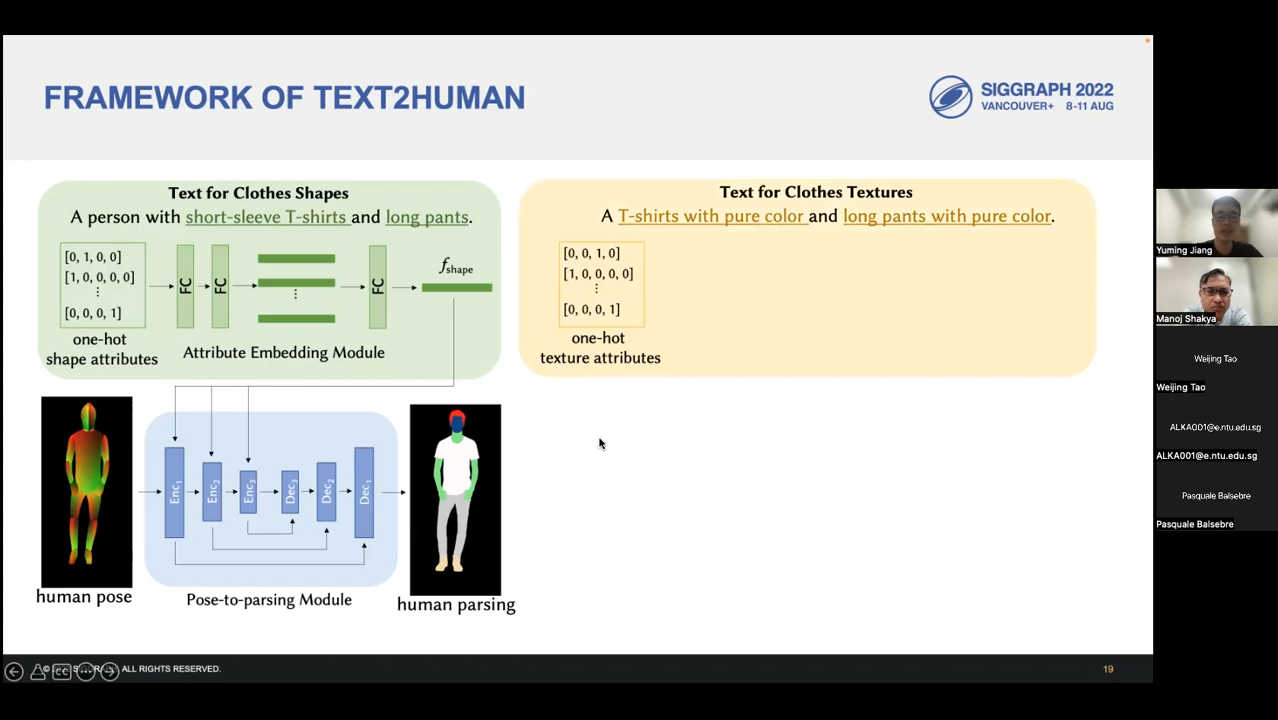 FRAMEWORK OF TEXT2HUMAN
SIGGRAPH 2022
VANCOUVER+ 8-11 AUG
Text for Clothes Shapes
A person with short-sleeve T-shirts and long pants.
[0, 1, 0, 0]
[1, 0, 0, 0, 0]
⋮
[0, 0, 0, 1]
one-hot
shape attributes
FC
FC
⋮
FC
fshape
Attribute Embedding Module
Text for Clothes Textures
A T-shirts with pure color and long pants with pure color.
[0, 0, 1, 0]
[1, 0, 0, 0, 0]
⋮
[0, 0, 0, 1]
one-hot
texture attributes
human pose
Enc1
Enc2
Enc3
Dec3
Dec2
Dec1
Pose-to-parsing Module
human parsing
ALL RIGHTS RESERVED.
19
Yuming Jiang
Manoj Shakya
Weijing Tao
Weijing Tao
ALKA001@e.ntu.edu.sg
ALKA001@e.ntu.edu.sg
Pasquale Balsebre
Pasquale Balsebre